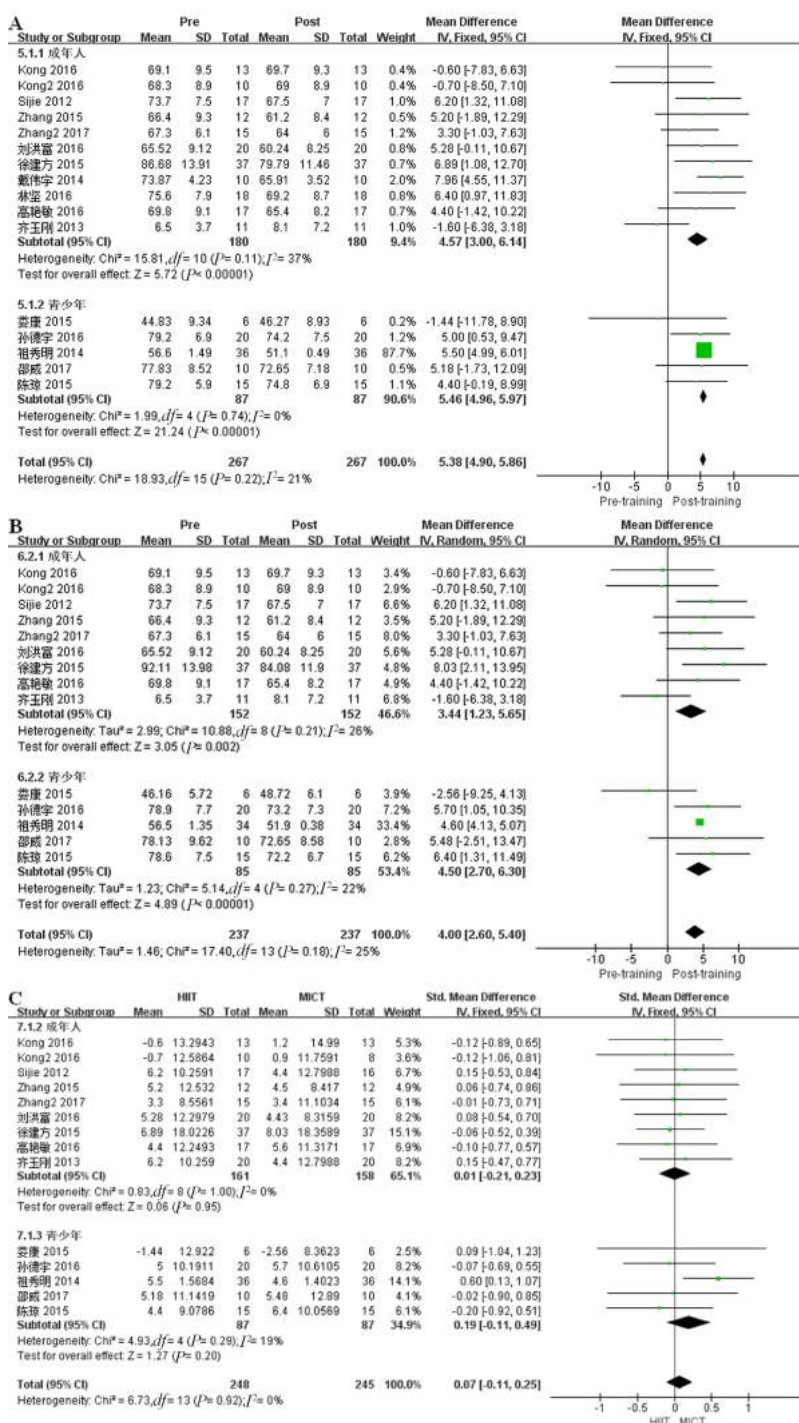 A
Pre Post Mean Difference Mean Difference
Study or Subgroup Mean SD Total Mean SD Total Weight IV, Fixed, 95% CI IV, Fixed, 95% CI
5.1.1 成年人
Kong 2016 69.1 9.5 13 69.7 9.3 13 0.4% -0.60 [-7.83, 6.63]
Kong2 2016 68.3 8.9 10 69 8.9 10 0.4% -0.70 [-8.50, 7.10]
Sijie 2012 73.7 7.5 17 67.5 7 17 1.0% 6.20 [1.32, 11.08]
Zhang 2015 66.4 9.3 12 61.2 8.4 12 0.5% 5.20 [-1.89, 12.29]
Zhang2 2017 67.3 6.1 15 64 6 15 1.2% 3.30 [-1.03, 7.63]
刘洪富 2016 65.52 9.12 20 60.24 8.25 20 0.8% 5.28 [-0.11, 10.67]
徐建方 2015 86.68 13.91 37 79.79 11.46 37 0.7% 6.89 [1.08, 12.70]
戴伟宇 2014 73.87 4.23 10 65.91 3.52 10 2.0% 7.96 [4.55, 11.37]
林坚 2016 75.6 7.9 18 69.2 8.7 18 0.8% 6.40 [0.97, 11.83]
高艳敏 2016 69.8 9.1 17 65.4 8.2 17 0.7% 4.40 [-1.42, 10.22]
齐玉刚 2013 6.5 3.7 11 8.1 7.2 11 1.0% -1.60 [-6.38, 3.18]
Subtotal (95% CI) 180 180 9.4% 4.57 [3.00, 6.14]
Heterogeneity: Chi² = 15.81, df = 10 (P= 0.11); I²= 37%
Test for overall effect: Z = 5.72 (P< 0.00001)
5.1.2 青少年
娄康 2015 44.83 9.34 6 46.27 8.93 6 0.2% -1.44 [-11.78, 8.90]
孙德宇 2016 79.2 6.9 20 74.2 7.5 20 1.2% 5.00 [0.53, 9.47]
祖秀明 2014 56.6 1.49 36 51.1 0.49 36 87.7% 5.50 [4.99, 6.01]
邵威 2017 77.83 8.52 10 72.65 7.18 10 0.5% 5.18 [-1.73, 12.09]
陈琼 2015 79.2 5.9 15 74.8 6.9 15 1.1% 4.40 [-0.19, 8.99]
Subtotal (95% CI) 87 87 90.6% 5.46 [4.96, 5.97]
Heterogeneity: Chi² = 1.99, df = 4 (P= 0.74); I²= 0%
Test for overall effect: Z = 21.24 (P< 0.00001)
Total (95% CI) 267 267 100.0% 5.38 [4.90, 5.86]
Heterogeneity: Chi² = 18.93, df = 15 (P= 0.22); I²= 21%
-10 -5 0 5 10
Pre-training Post-training
B
Pre Post Mean Difference Mean Difference
Study or Subgroup Mean SD Total Mean SD Total Weight IV, Random, 95% CI IV, Random, 95% CI
6.2.1 成年人
Kong 2016 69.1 9.5 13 69.7 9.3 13 3.4% -0.60 [-7.83, 6.63]
Kong2 2016 68.3 8.9 10 69 8.9 10 2.9% -0.70 [-8.50, 7.10]
Sijie 2012 73.7 7.5 17 67.5 7 17 6.6% 6.20 [1.32, 11.08]
Zhang 2015 66.4 9.3 12 61.2 8.4 12 3.5% 5.20 [-1.89, 12.29]
Zhang2 2017 67.3 6.1 15 64 6 15 8.0% 3.30 [-1.03, 7.63]
刘洪富 2016 65.52 9.12 20 60.24 8.25 20 5.7% 5.28 [-0.11, 10.67]
徐建方 2015 92.11 13.98 37 84.08 11.9 37 4.8% 8.03 [2.11, 13.95]
高艳敏 2016 69.8 9.1 17 65.4 8.2 17 4.9% 4.40 [-1.42, 10.22]
齐玉刚 2013 6.5 3.7 11 8.1 7.2 11 6.8% -1.60 [-6.38, 3.18]
Subtotal (95% CI) 152 152 46.6% 3.44 [1.23, 5.65]
Heterogeneity: Tau² = 2.99; Chi² = 10.88, df = 8 (P= 0.21); I²= 26%
Test for overall effect: Z = 3.05 (P= 0.002)
6.2.2 青少年
娄康 2015 46.16 5.72 6 48.72 6.1 6 3.9% -2.56 [-9.25, 4.13]
孙德宇 2016 78.9 7.7 20 73.2 7.3 20 7.2% 5.70 [1.05, 10.35]
祖秀明 2014 56.5 1.35 34 51.9 0.38 34 33.4% 4.60 [4.13, 5.07]
邵威 2017 78.13 9.62 10 72.65 8.58 10 2.8% 5.48 [-2.51, 13.47]
陈琼 2015 78.6 7.5 15 72.2 6.7 15 6.2% 6.40 [1.31, 11.49]
Subtotal (95% CI) 85 85 53.4% 4.50 [2.70, 6.30]
Heterogeneity: Tau² = 1.23; Chi² = 5.14, df = 4 (P= 0.27); I²= 22%
Test for overall effect: Z = 4.89 (P< 0.00001)
Total (95% CI) 237 237 100.0% 4.00 [2.60, 5.40]
Heterogeneity: Tau² = 1.46; Chi² = 17.40, df = 13 (P= 0.18); I²= 25%
-10 -5 0 5 10
Pre-training Post-training
C
HIIT MICT Std. Mean Difference Std. Mean Difference
Study or Subgroup Mean SD Total Mean SD Total Weight IV, Fixed, 95% CI IV, Fixed, 95% CI
7.1.2 成年人
Kong 2016 -0.6 13.2943 13 1.2 14.99 13 5.3% -0.12 [-0.89, 0.65]
Kong2 2016 -0.7 12.5864 10 0.9 11.7591 8 3.6% -0.12 [-1.06, 0.81]
Sijie 2012 6.2 10.2591 17 4.4 12.7988 16 6.7% 0.15 [-0.53, 0.84]
Zhang 2015 5.2 12.532 12 4.5 8.417 12 4.9% 0.06 [-0.74, 0.86]
Zhang2 2017 3.3 8.5561 15 3.4 11.1034 15 6.1% -0.01 [-0.73, 0.71]
刘洪富 2016 5.28 12.2979 20 4.43 8.3159 20 8.2% 0.08 [-0.54, 0.70]
徐建方 2015 6.89 18.0226 37 8.03 18.3589 37 15.1% -0.06 [-0.52, 0.39]
高艳敏 2016 4.4 12.2493 17 5.6 11.3171 17 6.9% -0.10 [-0.77, 0.57]
齐玉刚 2013 6.2 10.259 20 4.4 12.7988 20 8.2% 0.15 [-0.47, 0.77]
Subtotal (95% CI) 161 158 65.1% 0.01 [-0.21, 0.23]
Heterogeneity: Chi² = 0.83, df = 8 (P= 1.00); I²= 0%
Test for overall effect: Z = 0.06 (P= 0.95)
7.1.3 青少年
娄康 2015 -1.44 12.922 6 -2.56 8.3623 6 2.5% 0.09 [-1.04, 1.23]
孙德宇 2016 5 10.1911 20 5.7 10.6105 20 8.2% -0.07 [-0.69, 0.55]
祖秀明 2014 5.5 1.5684 36 4.6 1.4023 36 14.1% 0.60 [0.13, 1.07]
邵威 2017 5.18 11.1419 10 5.48 12.89 10 4.1% -0.02 [-0.90, 0.85]
陈琼 2015 4.4 9.0786 15 6.4 10.0569 15 6.1% -0.20 [-0.92, 0.51]
Subtotal (95% CI) 87 87 34.9% 0.19 [-0.11, 0.49]
Heterogeneity: Chi² = 4.93, df = 4 (P= 0.29); I²= 19%
Test for overall effect: Z = 1.27 (P= 0.20)
Total (95% CI) 248 245 100.0% 0.07 [-0.11, 0.25]
Heterogeneity: Chi² = 6.73, df = 13 (P= 0.92); I²= 0%
-1 -0.5 0 0.5 1
HIIT MICT